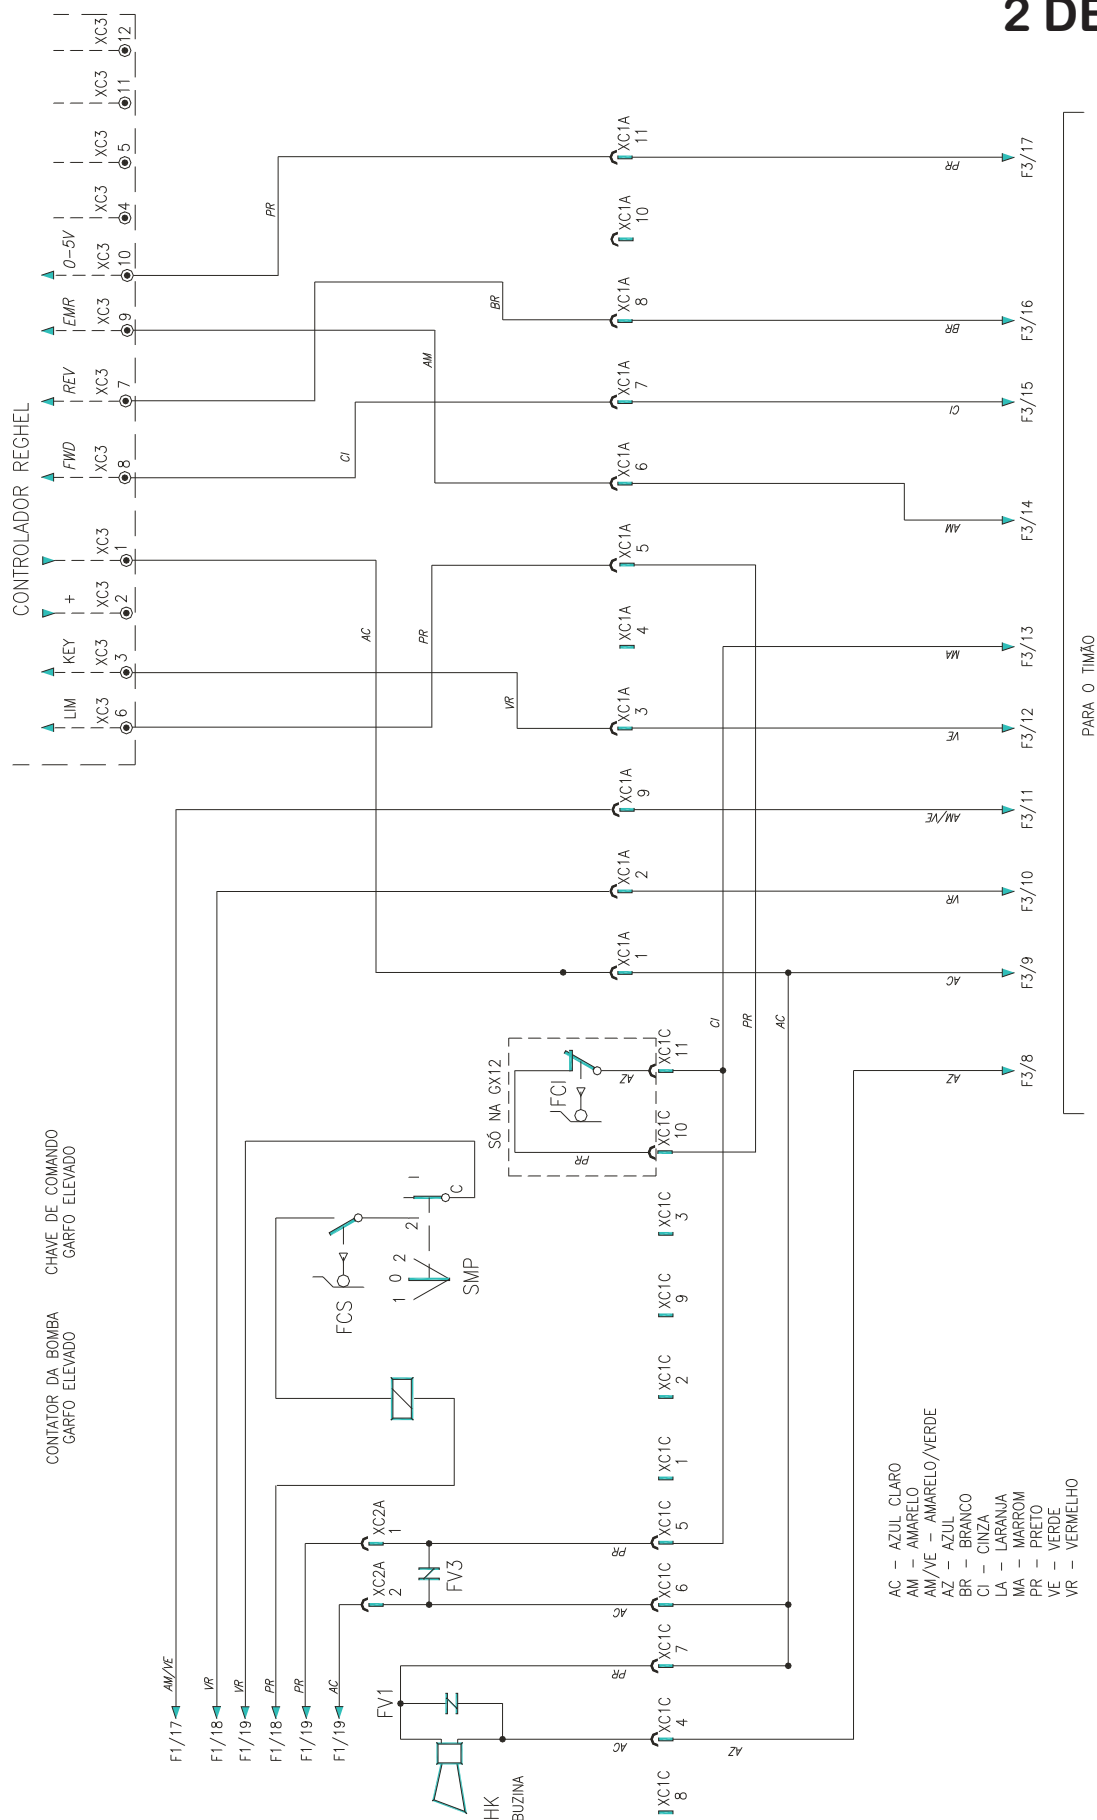 2 DE
CONTROLADOR REGHEL
XC3
12
XC3
11
XC3
5
XC3
4
0-5V
XC3
10
EMR
XC3
9
REV
XC3
7
FWD
XC3
8
XC3
1
+
XC3
2
KEY
XC3
3
LIM
XC3
6
PR
BR
AM
CI
AC
PR
VR
XC1A
11
XC1A
10
XC1A
8
XC1A
7
XC1A
6
XC1A
5
XC1A
4
XC1A
3
XC1A
9
XC1A
2
XC1A
1
PR
BR
CI
AM
MA
VE
AM/VE
VR
AC
AZ
F3/17
F3/16
F3/15
F3/14
F3/13
F3/12
F3/11
F3/10
F3/9
F3/8
PARA O TIMÃO
CI
PR
AC
SÓ NA GX12
FCI
AZ
PR
XC1C
11
XC1C
10
XC1C
3
XC1C
9
XC1C
2
XC1C
1
XC1C
5
XC1C
6
XC1C
7
XC1C
4
XC1C
8
CHAVE DE COMANDO
GARFO ELEVADO
CONTATOR DA BOMBA
GARFO ELEVADO
FCS
1 0 2
SMP
2
1
C
XC2A
1
XC2A
2
FV3
PR
AC
PR
AC
AZ
FV1
HK
BUZINA
AM/VE
VR
VR
PR
PR
AC
F1/17
F1/18
F1/19
F1/18
F1/19
F1/19
AC - AZUL CLARO
AM - AMARELO
AM/VE - AMARELO/VERDE
AZ - AZUL
BR - BRANCO
CI - CINZA
LA - LARANJA
MA - MARROM
PR - PRETO
VE - VERDE
VR - VERMELHO